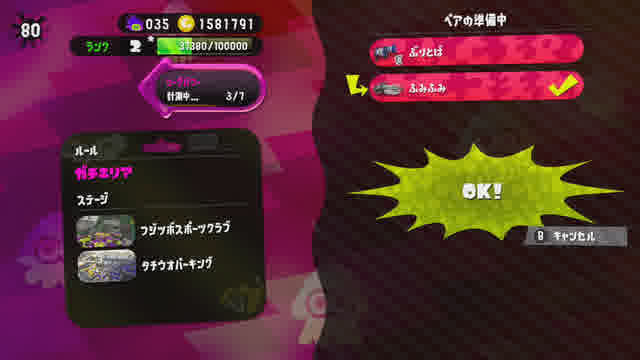 80
035 1581791
ランク 2 31380/100000
計測中... 3/7
ルール
ガチホコ
ステージ
フジツボスポーツクラブ
タチウオパーキング
ペアの準備中
ぷりとぱ
ふみふみ
OK!
B キャンセル